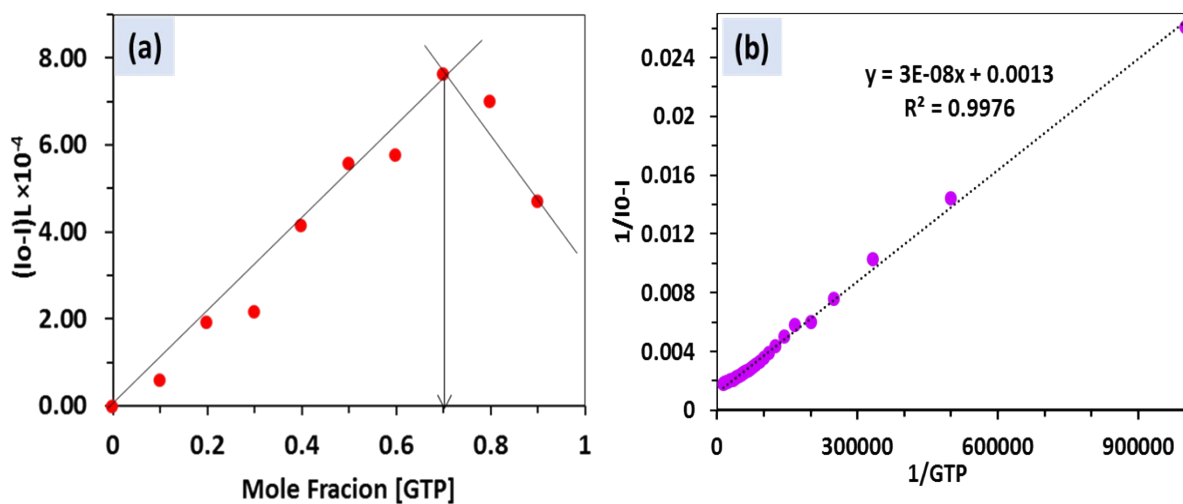 (a)
(Io-I)L ×10⁻⁴
8.00
6.00
4.00
2.00
0.00
0
0.2
0.4
0.6
0.8
1
Mole Fracion [GTP]
(b)
y = 3E-08x + 0.0013
R² = 0.9976
1/I0-I
0.024
0.02
0.016
0.012
0.008
0.004
0
0
300000
600000
900000
1/GTP